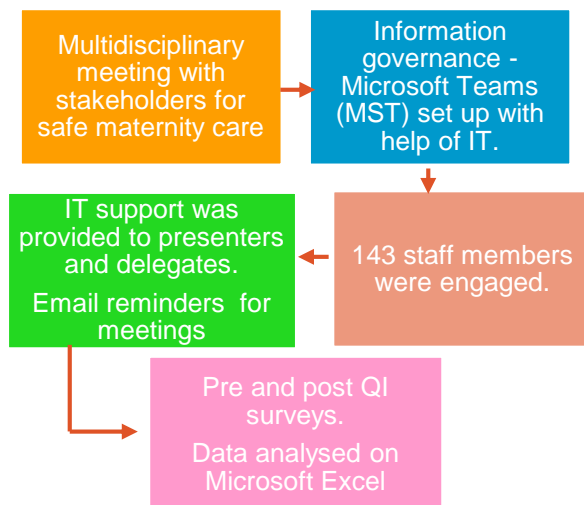 Multidisciplinary
meeting with
stakeholders for
safe maternity care
Information
governance -
Microsoft Teams
(MST) set up with
help of IT.
143 staff members
were engaged.
IT support was
provided to presenters
and delegates.
Email reminders for
meetings
Pre and post QI
surveys.
Data analysed on
Microsoft Excel